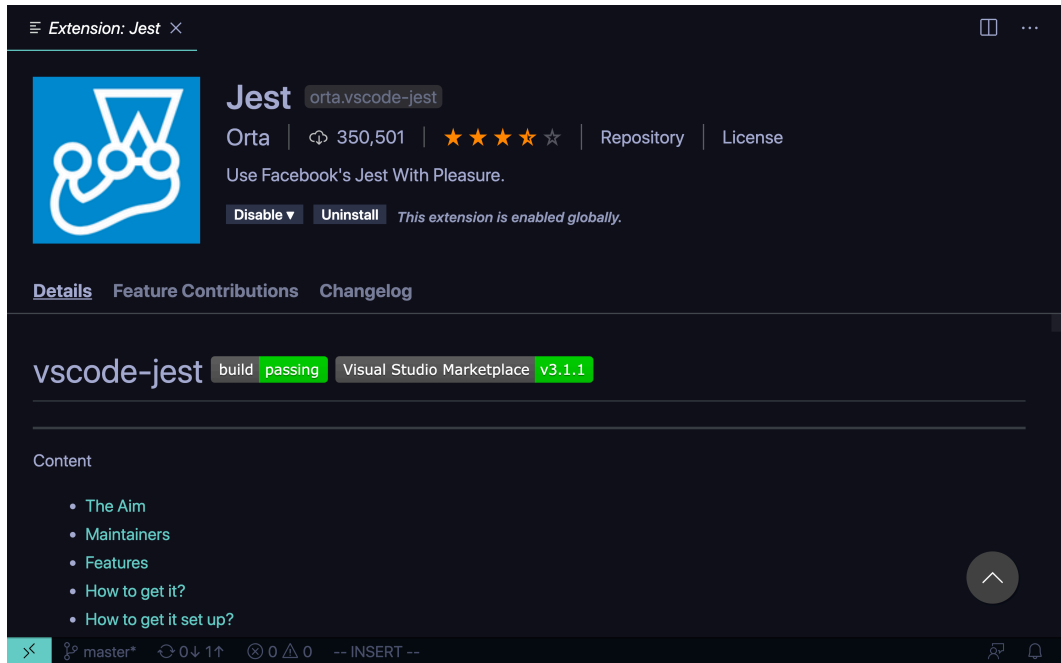 Extension: Jest
Jest orta.vscode-jest
Orta 350,501 Repository License
Use Facebook's Jest With Pleasure.
Disable ▾ Uninstall This extension is enabled globally.
Details Feature Contributions Changelog
vscode-jest build passing Visual Studio Marketplace v3.1.1
Content
• The Aim
• Maintainers
• Features
• How to get it?
• How to get it set up?
master* 0↓ 1↑ 0 0 -- INSERT --